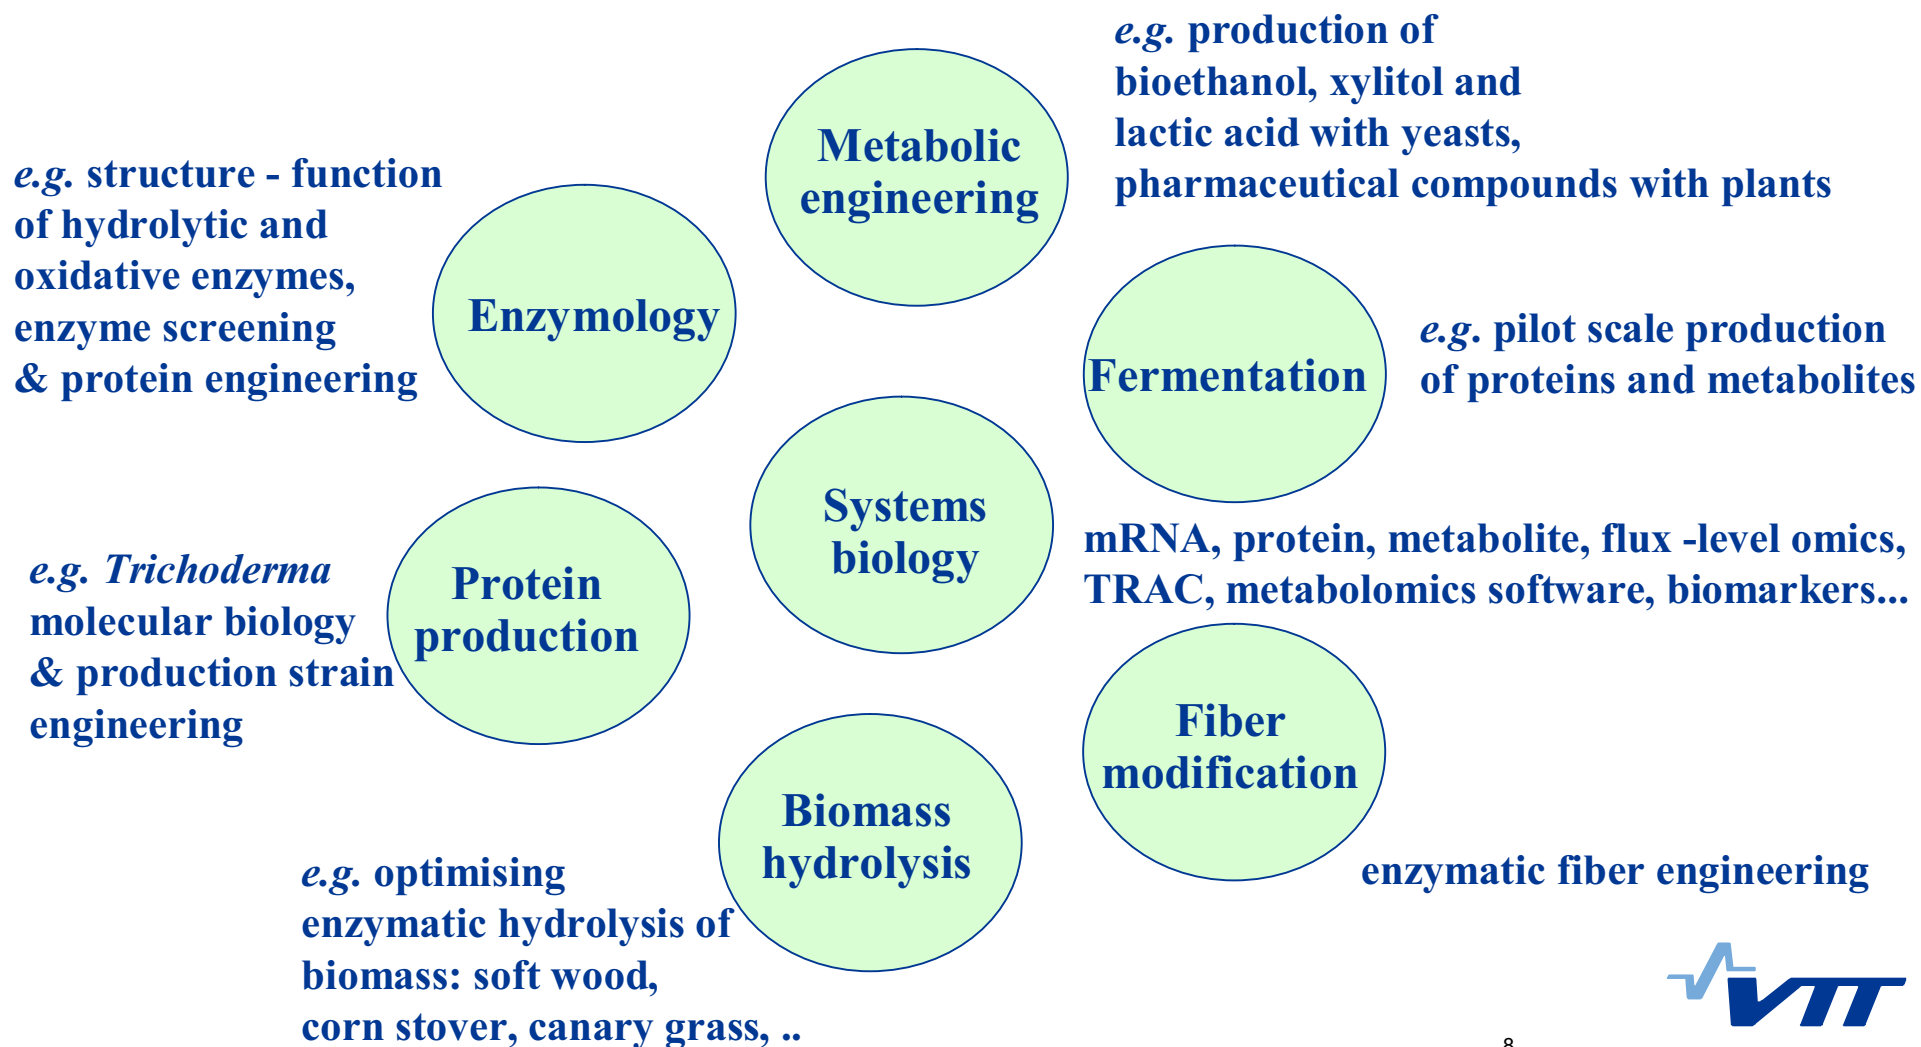 e.g. production of
bioethanol, xylitol and
lactic acid with yeasts,
pharmaceutical compounds with plants
Metabolic
engineering
e.g. structure - function
of hydrolytic and
oxidative enzymes,
enzyme screening
& protein engineering
Enzymology
Fermentation
e.g. pilot scale production
of proteins and metabolites
Systems
biology
mRNA, protein, metabolite, flux -level omics,
TRAC, metabolomics software, biomarkers...
e.g. Trichoderma
molecular biology
& production strain
engineering
Protein
production
Fiber
modification
enzymatic fiber engineering
Biomass
hydrolysis
e.g. optimising
enzymatic hydrolysis of
biomass: soft wood,
corn stover, canary grass, ..
VTT
8